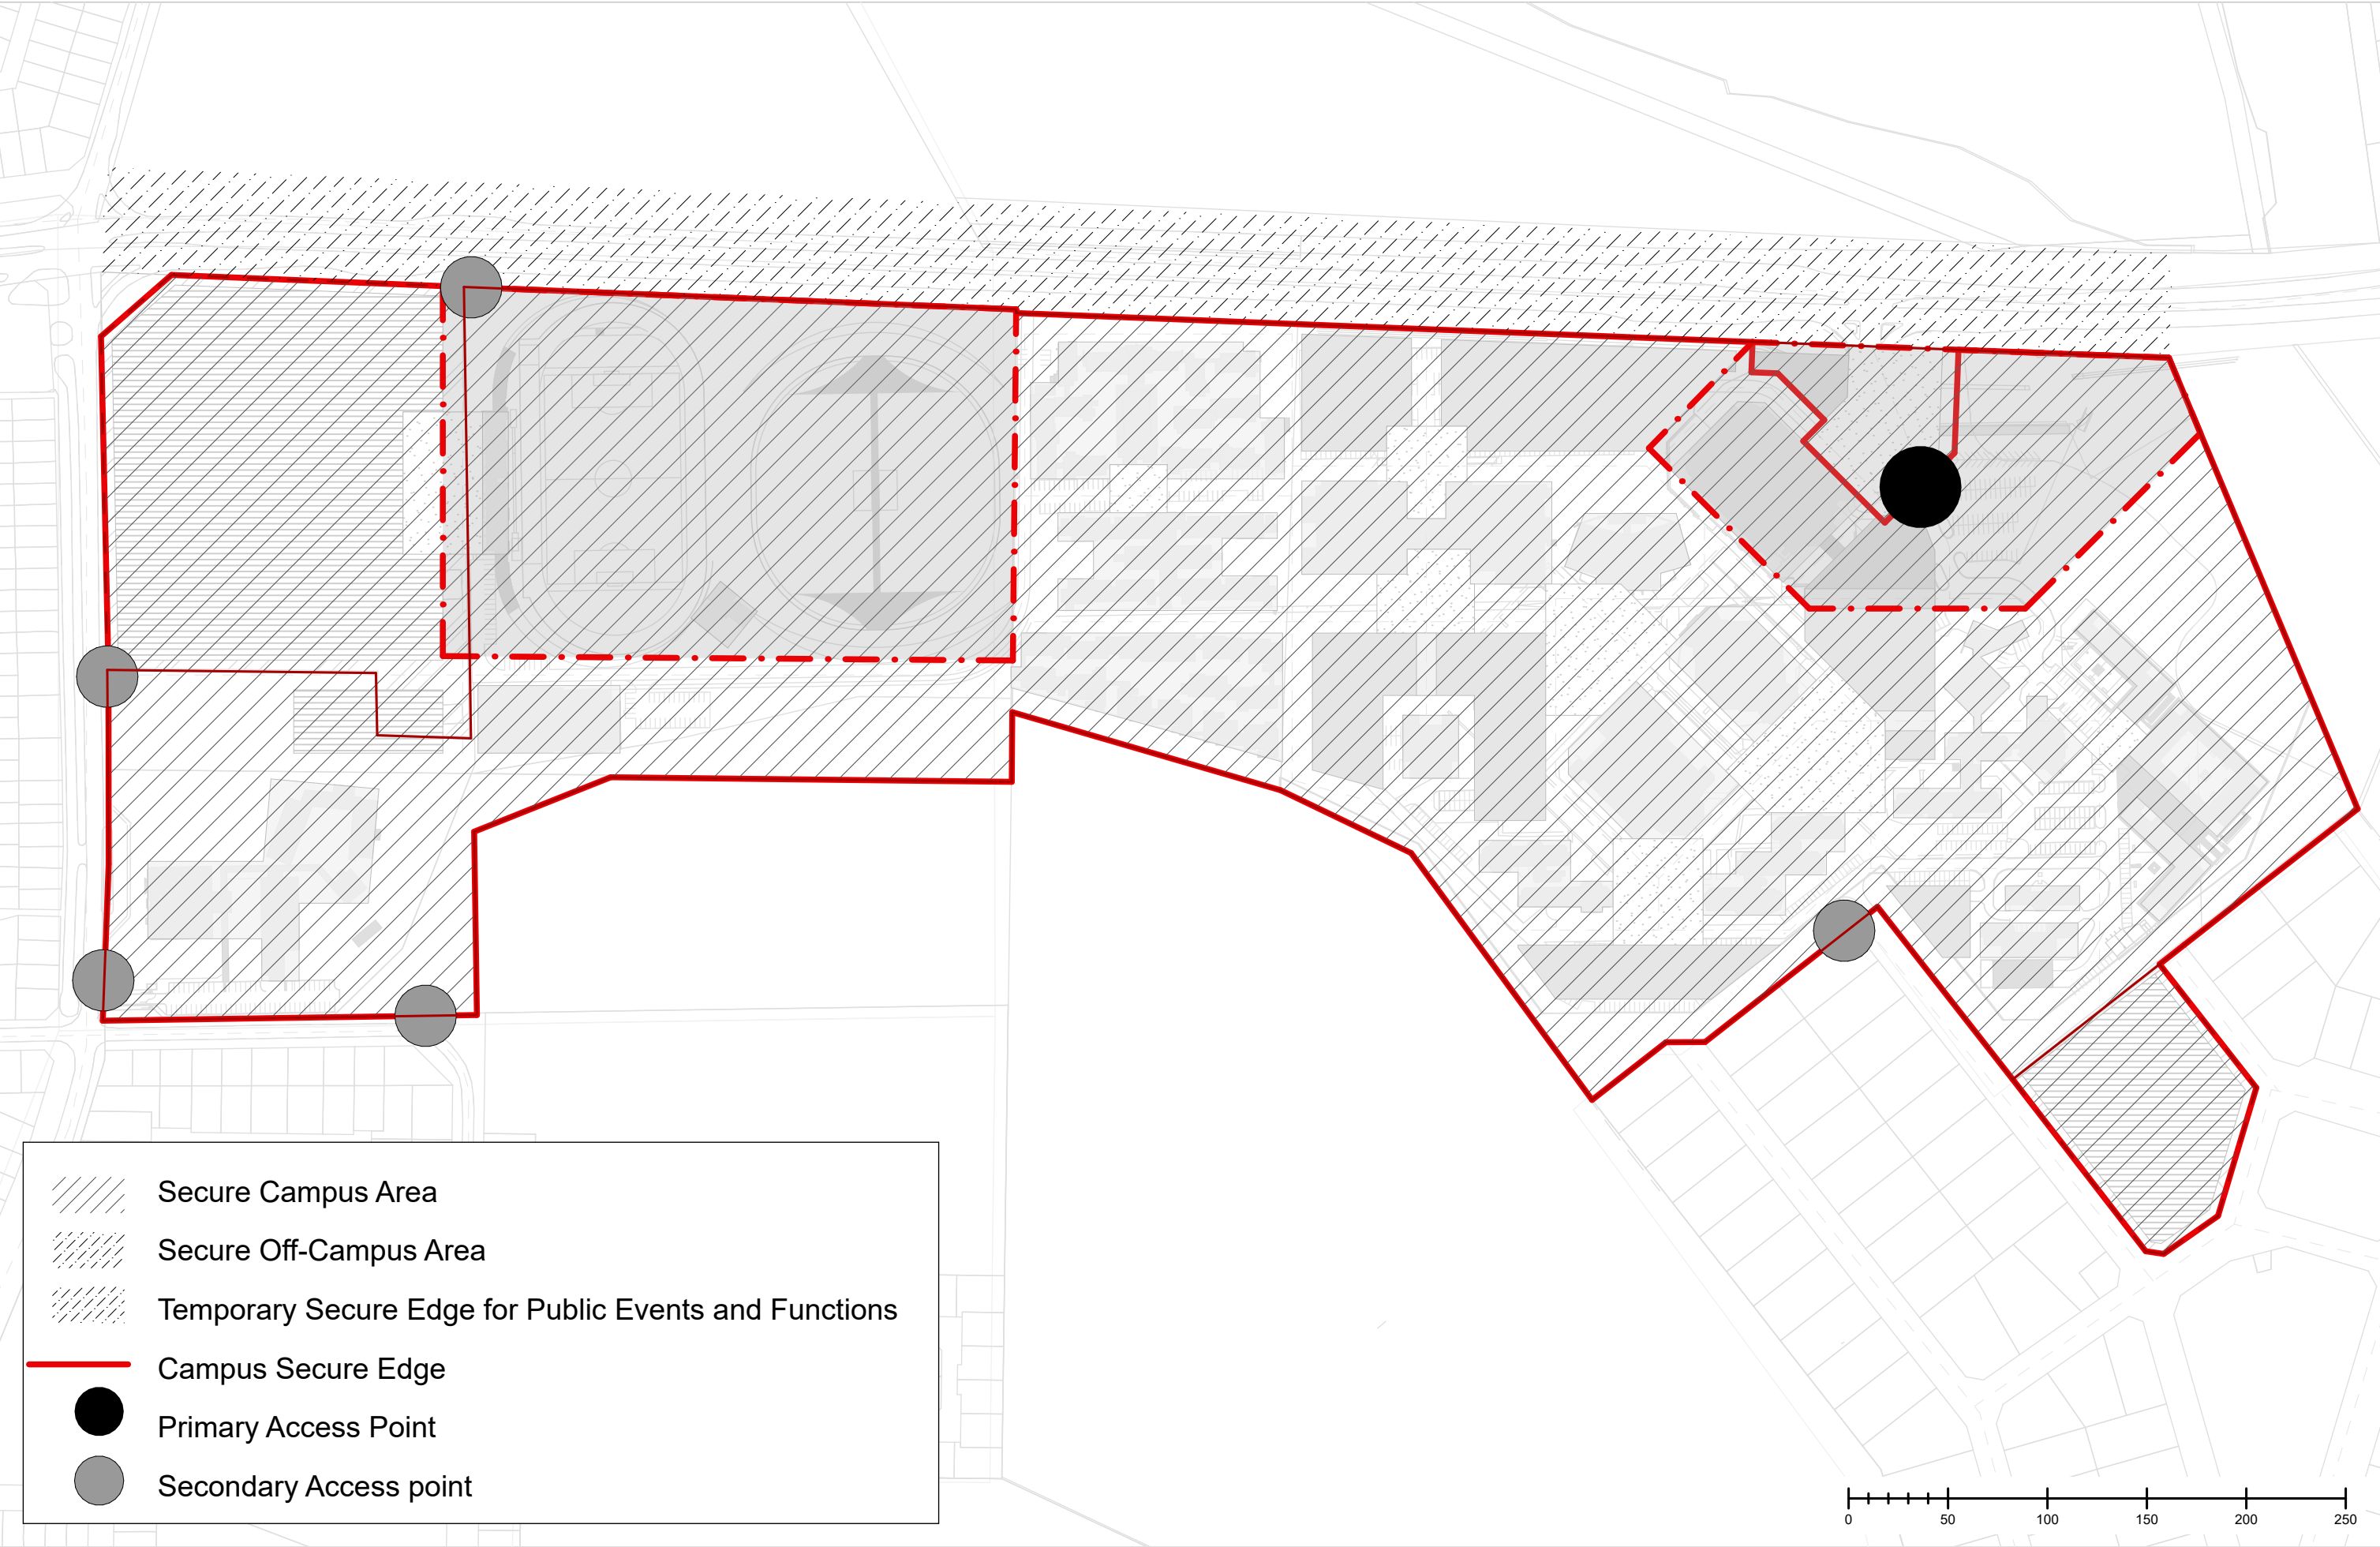 Secure Campus Area
Secure Off-Campus Area
Temporary Secure Edge for Public Events and Functions
Campus Secure Edge
Primary Access Point
Secondary Access point
0 50 100 150 200 250